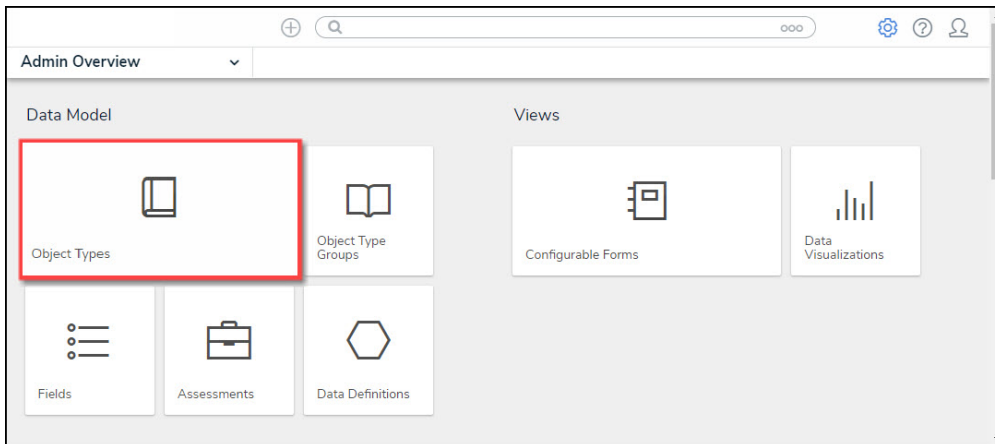 Admin Overview
Data Model
Views
Object Types
Object Type
Groups
Configurable Forms
Data
Visualizations
Fields
Assessments
Data Definitions